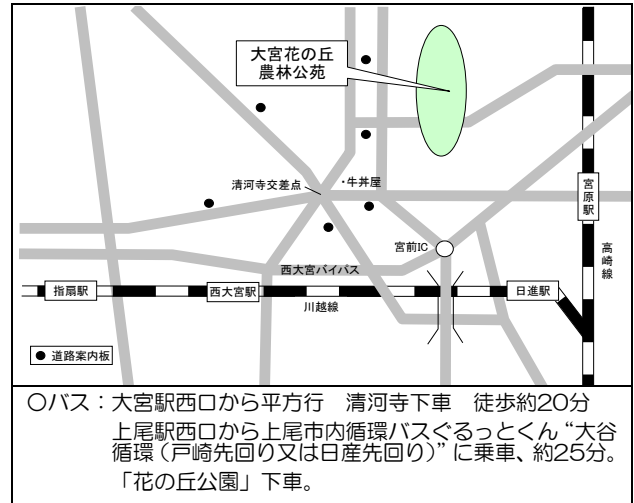 大宮花の丘
農林公苑
清河寺交差点
・牛丼屋
宮原駅
高崎線
宮前IC
西大宮バイパス
指扇駅
西大宮駅
川越線
日進駅
● 道路案内板
〇バス：大宮駅西口から平方行　清河寺下車　徒歩約20分
上尾駅西口から上尾市内循環バスぐるっとくん“大谷
循環（戸崎先回り又は日産先回り）”に乗車、約25分。
「花の丘公園」下車。